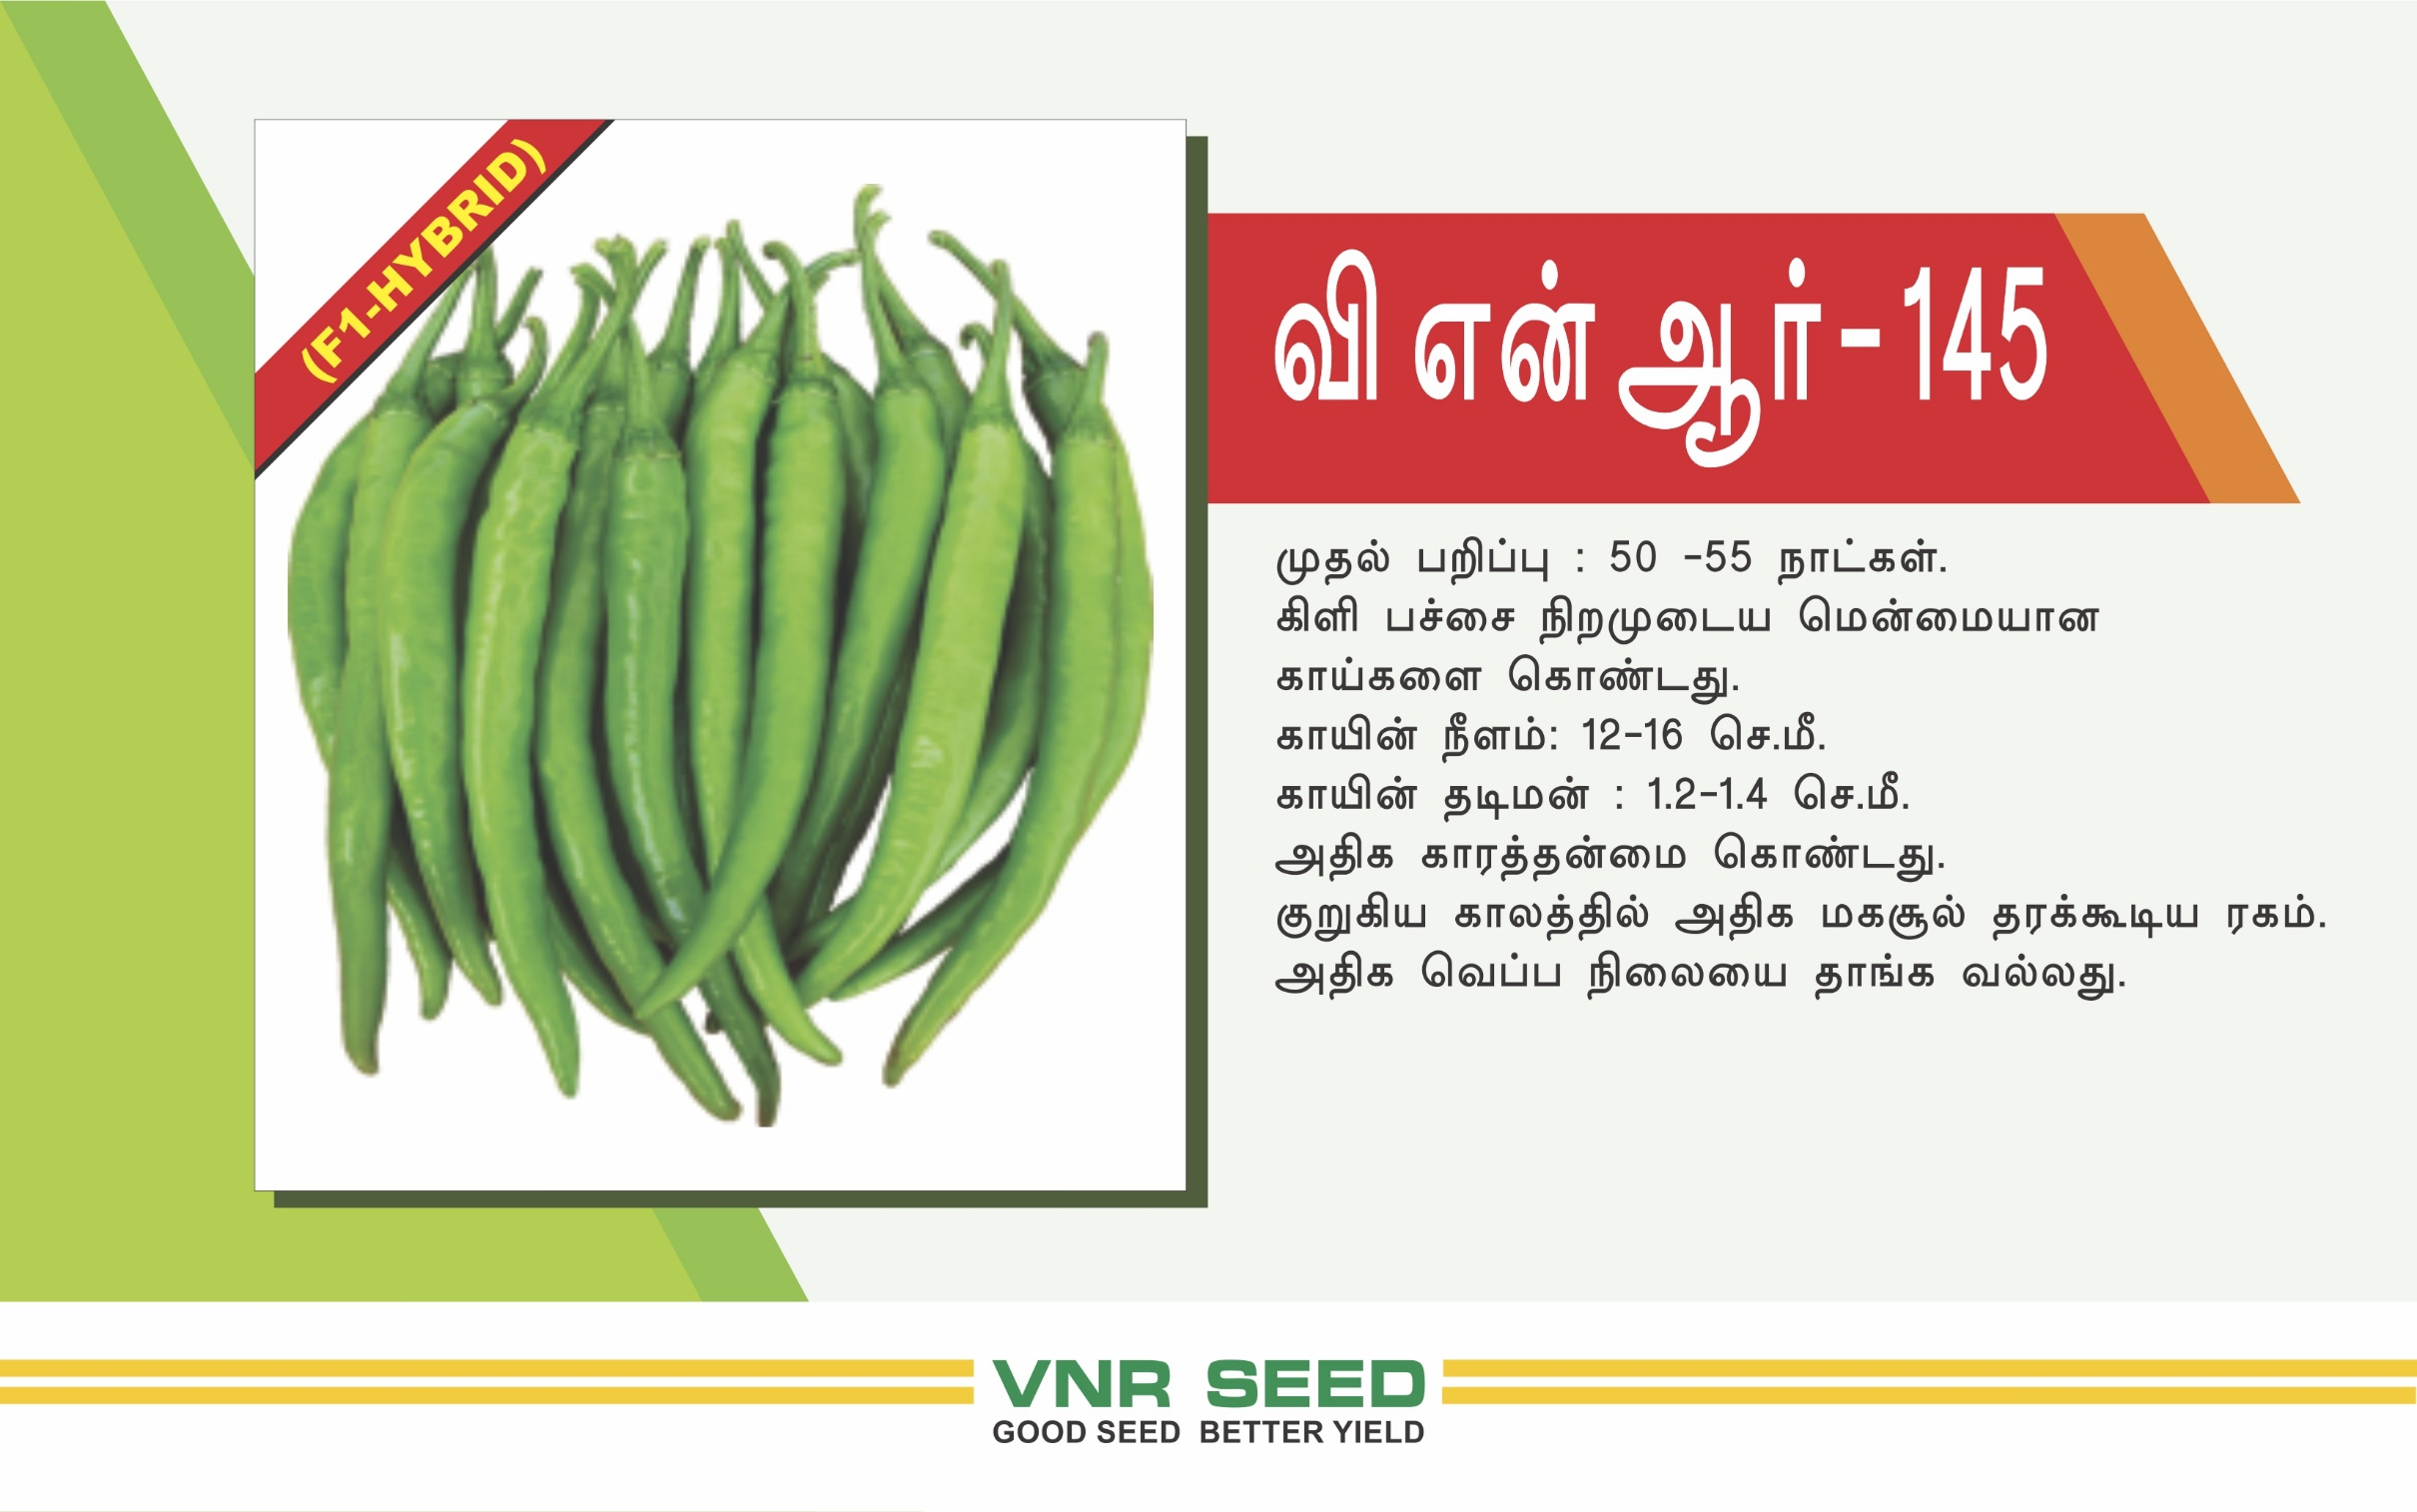 (F1-HYBRID)
வி என் ஆர் - 145
முதல் பறிப்பு : 50 -55 நாட்கள்.
கிளி பச்சை நிறமுடைய மென்மையான
காய்களை கொண்டது.
காயின் நீளம்: 12-16 செ.மீ.
காயின் தடிமன் : 1.2-1.4 செ.மீ.
அதிக காரத்தன்மை கொண்டது.
குறுகிய காலத்தில் அதிக மகசூல் தரக்கூடிய ரகம்.
அதிக வெப்ப நிலையை தாங்க வல்லது.
VNR SEED
GOOD SEED BETTER YIELD